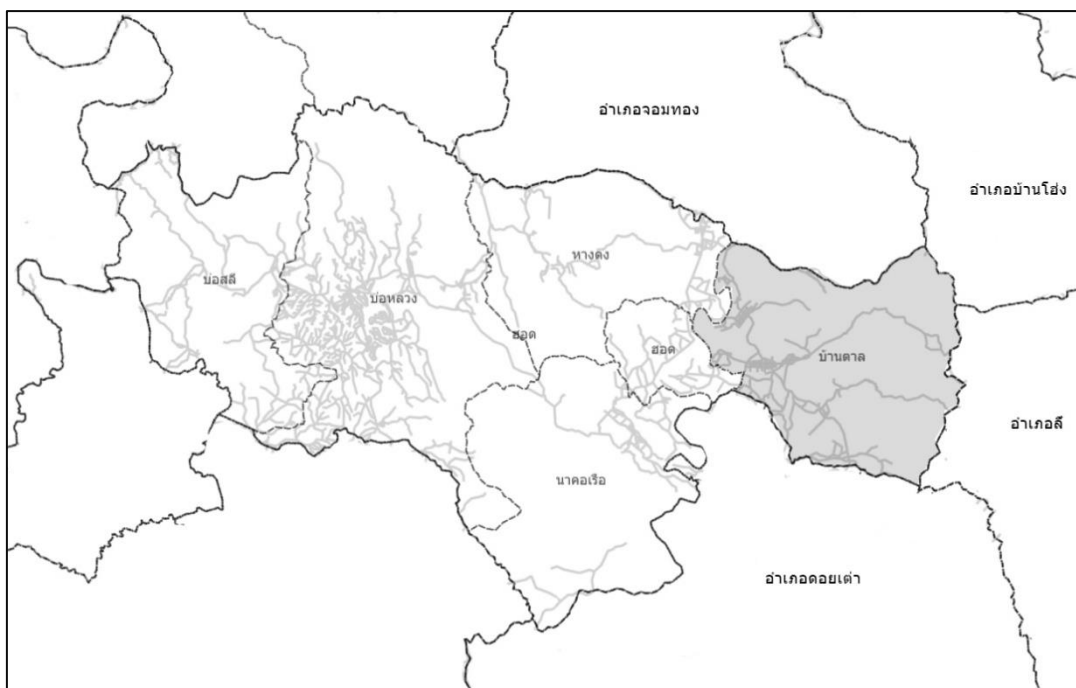 อำเภอจอมทอง
อำเภอบ้านโฮ่ง
หางดง
บ่อสลี
บ่อหลวง
ฮอด
ฮอด
บ้านตาล
อำเภอลี้
นาคอเรือ
อำเภอดอยเต่า